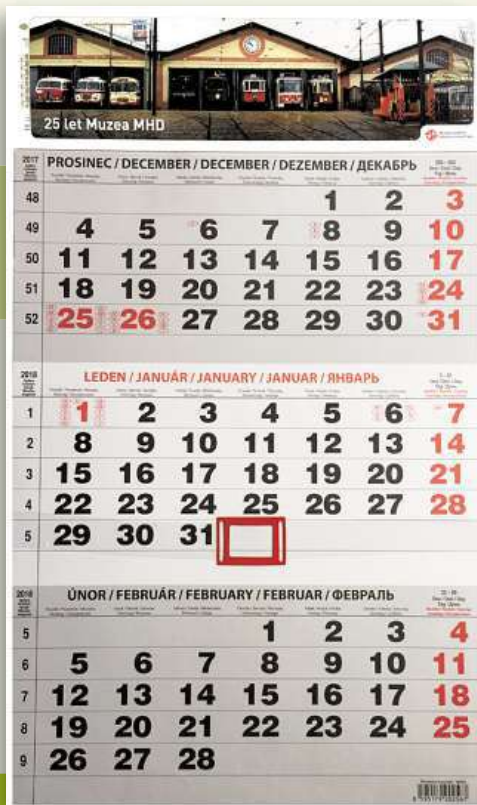 25 let Muzea MHD
2017 PROSINEC / DECEMBER / DECEMBER / DEZEMBER / ДЕКАБРЬ
48 1 2 3
49 4 5 6 7 8 9 10
50 11 12 13 14 15 16 17
51 18 19 20 21 22 23 24
52 25 26 27 28 29 30 31
2018 LEDEN / JANUÁR / JANUARY / JANUAR / ЯНВАРЬ
1 1 2 3 4 5 6 7
2 8 9 10 11 12 13 14
3 15 16 17 18 19 20 21
4 22 23 24 25 26 27 28
5 29 30 31
2018 ÚNOR / FEBRUÁR / FEBRUARY / FEBRUAR / ФЕВРАЛЬ
5 1 2 3 4
6 5 6 7 8 9 10 11
7 12 13 14 15 16 17 18
8 19 20 21 22 23 24 25
9 26 27 28